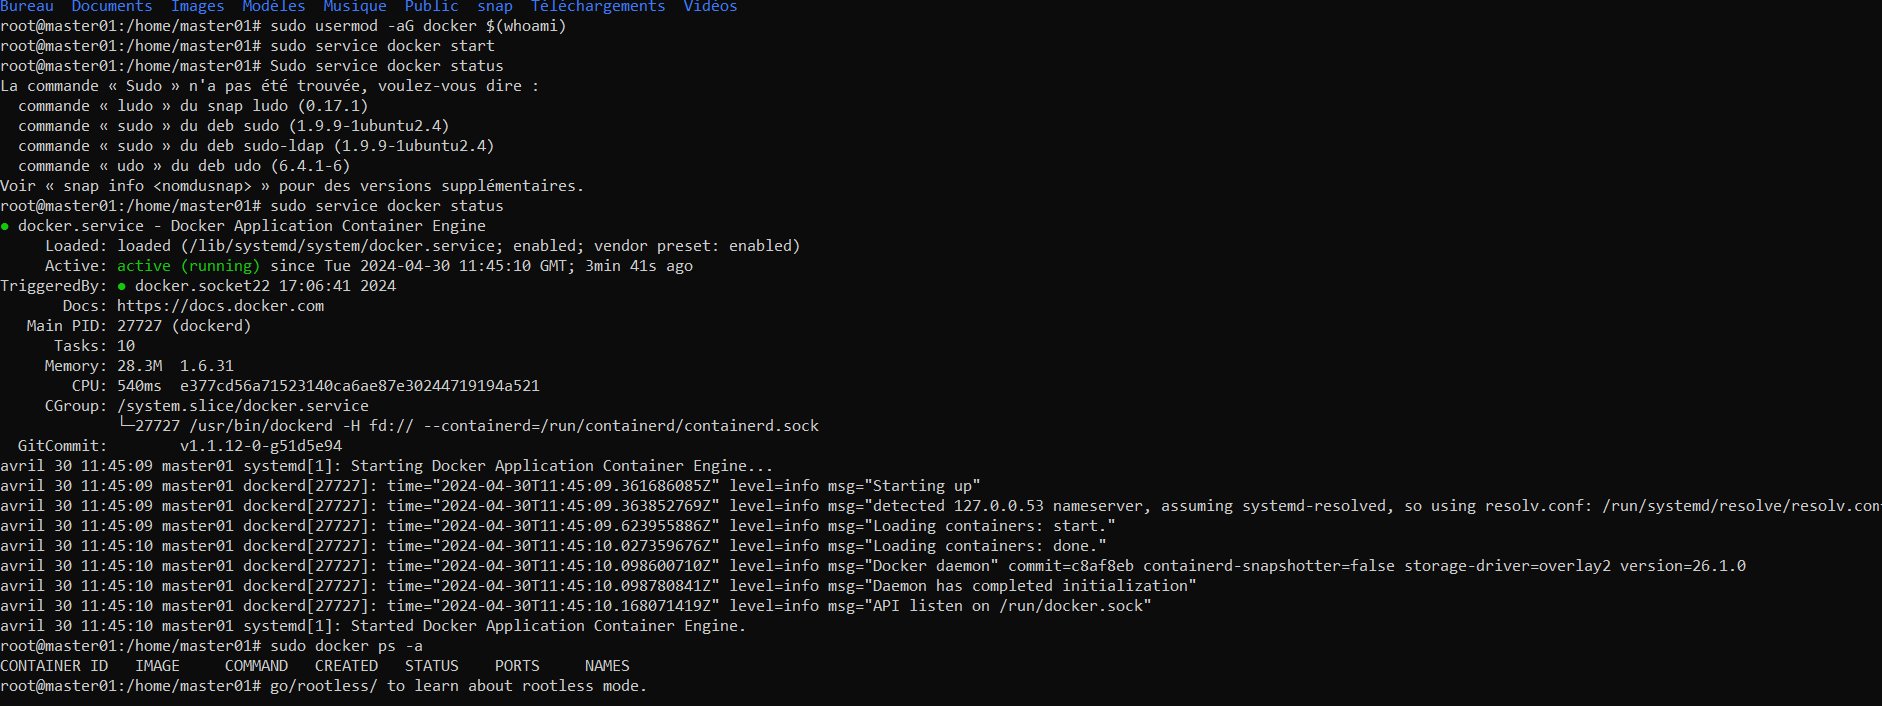 Bureau  Documents  Images  Modèles  Musique  Public  snap  Téléchargements  Vidéos
root@master01:/home/master01# sudo usermod -aG docker $(whoami)
root@master01:/home/master01# sudo service docker start
root@master01:/home/master01# Sudo service docker status
La commande « Sudo » n'a pas été trouvée, voulez-vous dire :
  commande « ludo » du snap ludo (0.17.1)
  commande « sudo » du deb sudo (1.9.9-1ubuntu2.4)
  commande « sudo » du deb sudo-ldap (1.9.9-1ubuntu2.4)
  commande « udo » du deb udo (6.4.1-6)
Voir « snap info <nomdusnap> » pour des versions supplémentaires.
root@master01:/home/master01# sudo service docker status
● docker.service - Docker Application Container Engine
     Loaded: loaded (/lib/systemd/system/docker.service; enabled; vendor preset: enabled)
     Active: active (running) since Tue 2024-04-30 11:45:10 GMT; 3min 41s ago
TriggeredBy: ● docker.socket22 17:06:41 2024
       Docs: https://docs.docker.com
   Main PID: 27727 (dockerd)
      Tasks: 10
     Memory: 28.3M  1.6.31
        CPU: 540ms  e377cd56a71523140ca6ae87e30244719194a521
     CGroup: /system.slice/docker.service
             └─27727 /usr/bin/dockerd -H fd:// --containerd=/run/containerd/containerd.sock
  GitCommit:        v1.1.12-0-g51d5e94
avril 30 11:45:09 master01 systemd[1]: Starting Docker Application Container Engine...
avril 30 11:45:09 master01 dockerd[27727]: time="2024-04-30T11:45:09.361686085Z" level=info msg="Starting up"
avril 30 11:45:09 master01 dockerd[27727]: time="2024-04-30T11:45:09.363852769Z" level=info msg="detected 127.0.0.53 nameserver, assuming systemd-resolved, so using resolv.conf: /run/systemd/resolve/resolv.conf
avril 30 11:45:09 master01 dockerd[27727]: time="2024-04-30T11:45:09.623955886Z" level=info msg="Loading containers: start."
avril 30 11:45:10 master01 dockerd[27727]: time="2024-04-30T11:45:10.027359676Z" level=info msg="Loading containers: done."
avril 30 11:45:10 master01 dockerd[27727]: time="2024-04-30T11:45:10.098600710Z" level=info msg="Docker daemon" commit=c8af8eb containerd-snapshotter=false storage-driver=overlay2 version=26.1.0
avril 30 11:45:10 master01 dockerd[27727]: time="2024-04-30T11:45:10.098780841Z" level=info msg="Daemon has completed initialization"
avril 30 11:45:10 master01 dockerd[27727]: time="2024-04-30T11:45:10.168071419Z" level=info msg="API listen on /run/docker.sock"
avril 30 11:45:10 master01 systemd[1]: Started Docker Application Container Engine.
root@master01:/home/master01# sudo docker ps -a
CONTAINER ID   IMAGE     COMMAND   CREATED   STATUS    PORTS     NAMES
root@master01:/home/master01# go/rootless/ to learn about rootless mode.